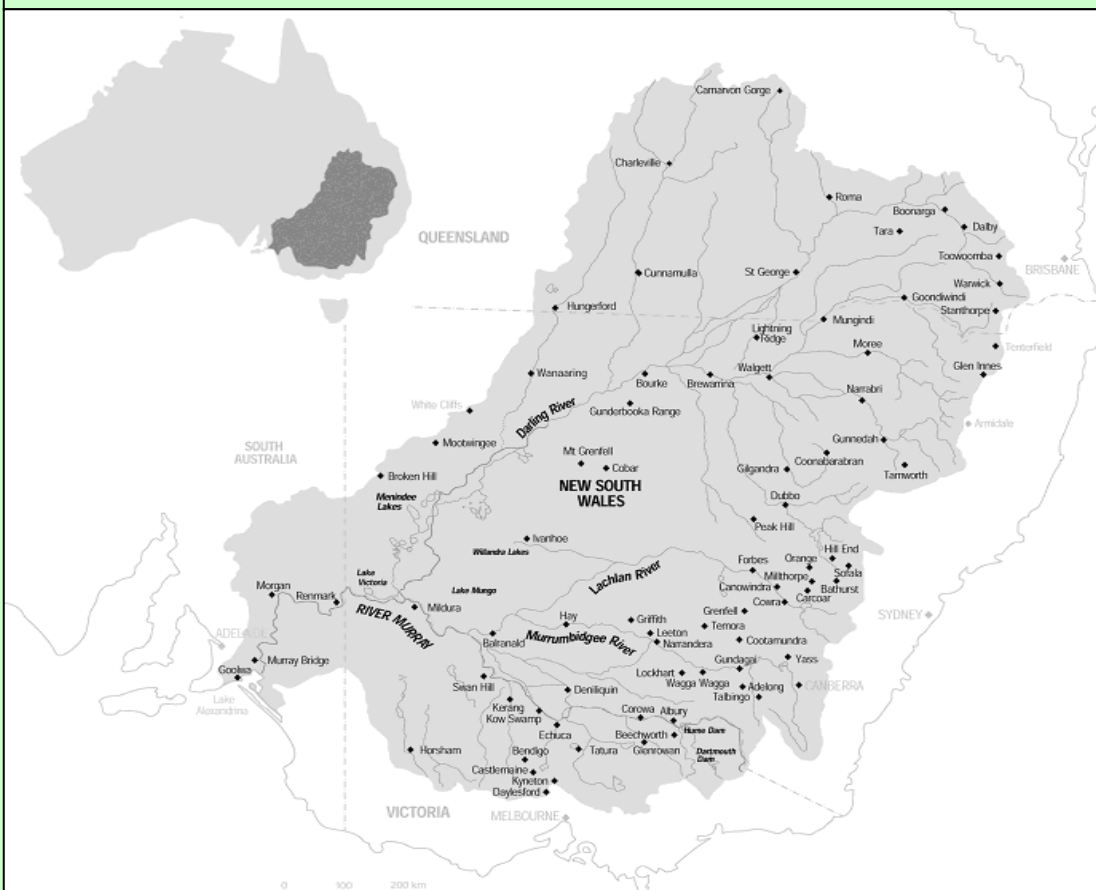 Carnarvon Gorge
Charleville
Roma
Boonarga
Tara
Dalby
QUEENSLAND
Toowoomba
BRISBANE
Cunnamulla
St George
Warwick
Hungerford
Goondiwindi
Stanthorpe
Mungindi
Lightning
Ridge
Moree
Tenterfield
Glen Innes
Wanaaring
Walgett
Bourke
Brewarrina
Narrabri
White Cliffs
Gunderbooka Range
Darling River
Armidale
Mootwingee
Gunnedah
SOUTH
AUSTRALIA
Mt Grenfell
Coonabarabran
Cobar
Gilgandra
Tamworth
Broken Hill
NEW SOUTH
WALES
Menindee
Lakes
Dubbo
Peak Hill
Ivanhoe
Willandra Lakes
Hill End
Orange
Forbes
Sofala
Lake
Victoria
Lachlan River
Millthorpe
Morgan
Lake Mungo
Canowindra
Bathurst
Renmark
Carcoar
Cowra
Mildura
RIVER MURRAY
Grenfell
SYDNEY
Hay
Griffith
Temora
ADELAIDE
Leeton
Murrumbidgee River
Balranald
Narrandera
Cootamundra
Murray Bridge
Gundagai
Yass
Goolwa
Lockhart
Wagga Wagga
Swan Hill
Deniliquin
Adelong
CANBERRA
Talbingo
Lake
Alexandrina
Kerang
Kow Swamp
Corowa
Albury
Echuca
Beechworth
Hume Dam
Horsham
Bendigo
Tatura
Glenrowan
Dartmouth
Dam
Castlemaine
Kyneton
Daylesford
VICTORIA
MELBOURNE
0 100 200 km